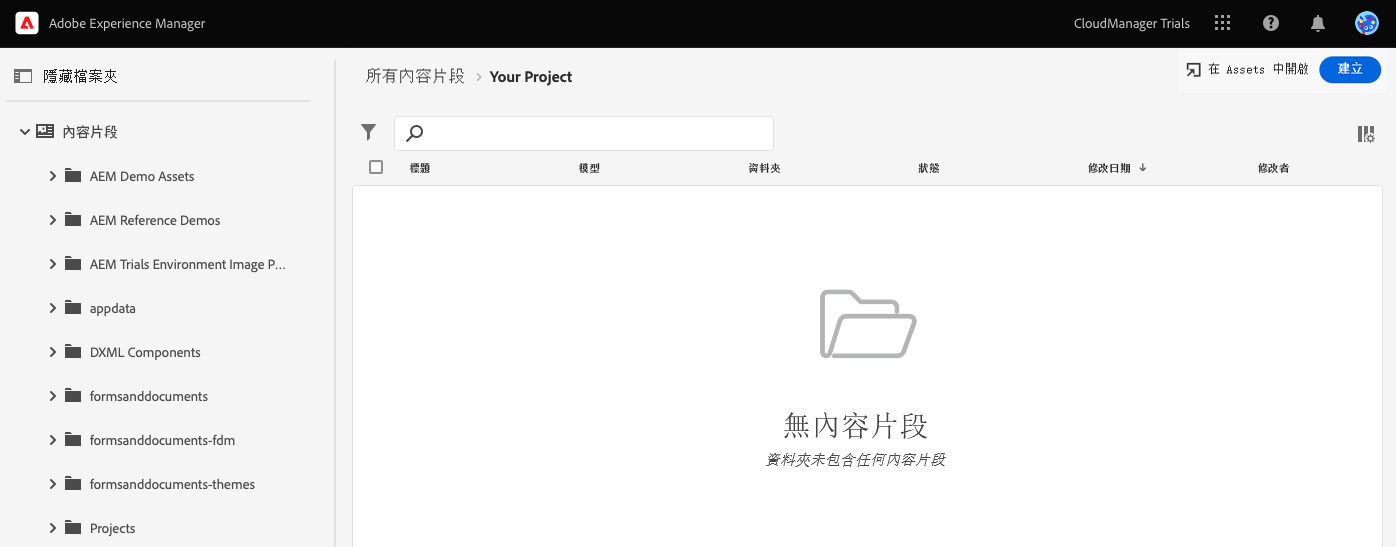 Adobe Experience Manager
CloudManager Trials
隱藏檔案夾
所有內容片段 > Your Project
在 Assets 中開啟
建立
內容片段
標題 模型 資料夾 狀態 修改日期 ↓ 修改者
AEM Demo Assets
AEM Reference Demos
AEM Trials Environment Image P...
appdata
DXML Components
formsanddocuments
formsanddocuments-fdm
formsanddocuments-themes
Projects
無內容片段
資料夾未包含任何內容片段